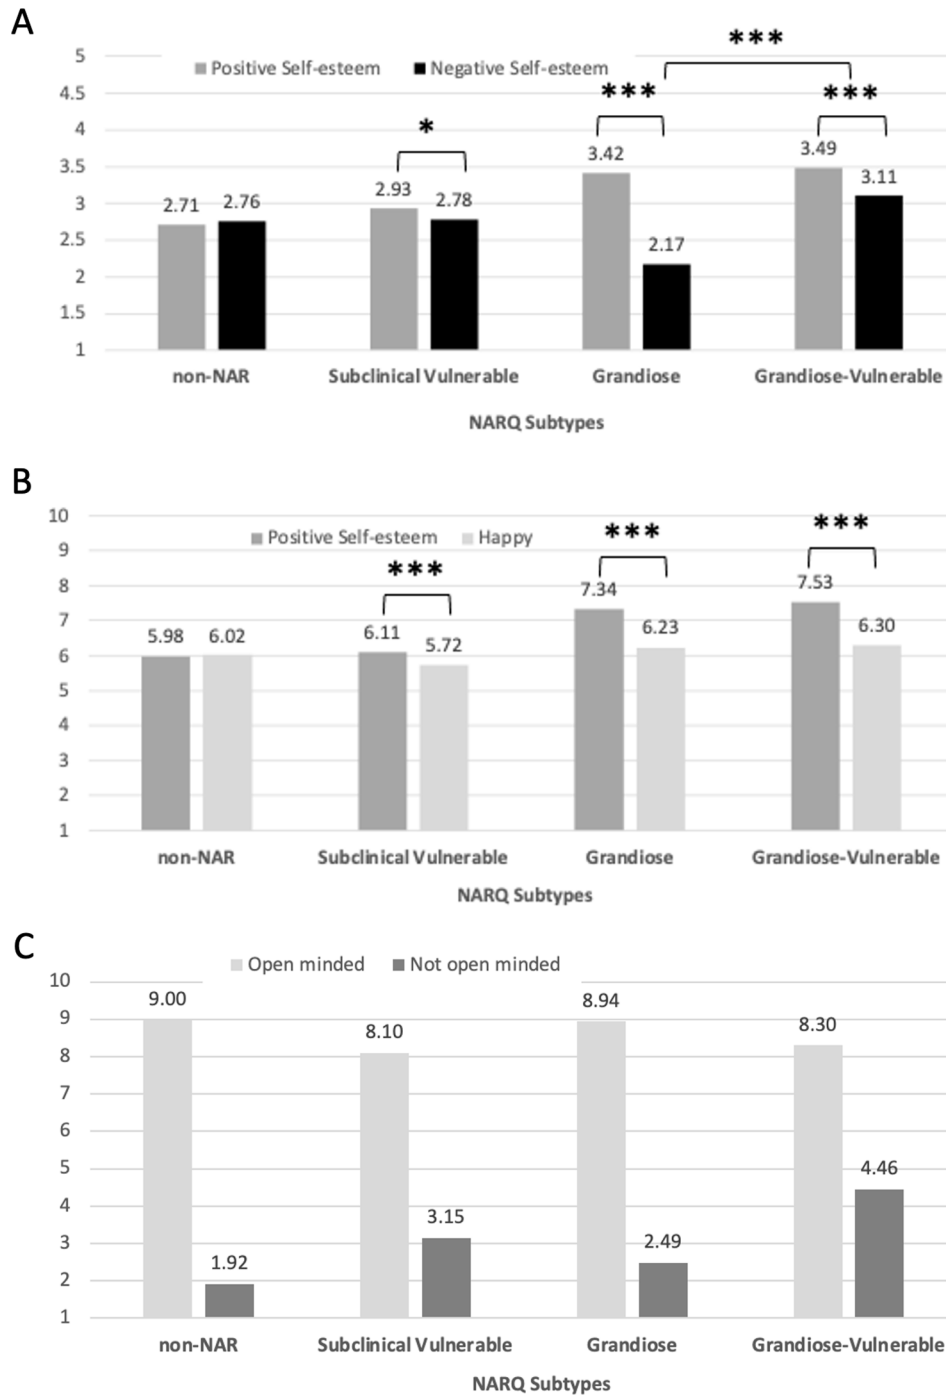 A
***
5
Positive Self-esteem Negative Self-esteem
4.5 *** ***
4 *
3.5 3.42 3.49
3 2.71 2.76 2.93 2.78 3.11
2.5 2.17
2
1.5
1
non-NAR Subclinical Vulnerable Grandiose Grandiose-Vulnerable
NARQ Subtypes
B
10
Positive Self-esteem Happy *** ***
9 ***
8 7.34 7.53
7 5.98 6.02 6.11 5.72 6.23 6.30
6
5
4
3
2
1
non-NAR Subclinical Vulnerable Grandiose Grandiose-Vulnerable
NARQ Subtypes
C
Open minded Not open minded
10
9.00 8.10 8.94 8.30
9
8
7
6
5 4.46
4
3 3.15
2 1.92 2.49
1
non-NAR Subclinical Vulnerable Grandiose Grandiose-Vulnerable
NARQ Subtypes